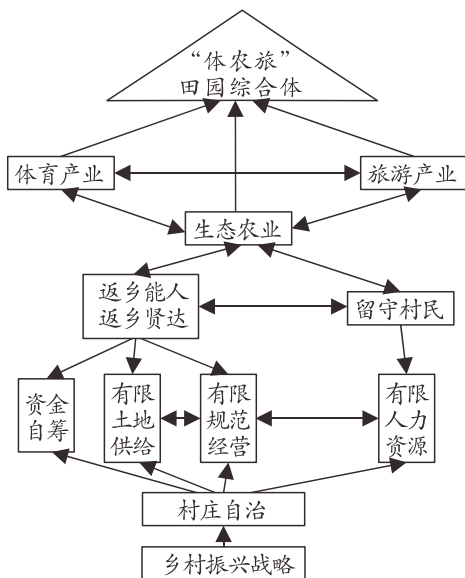 “体农旅”
田园综合体
体育产业
旅游产业
生态农业
返乡能人
返乡贤达
留守村民
资金
自筹
有限
土地
供给
有限
规范
经营
有限
人力
资源
村庄自治
乡村振兴战略